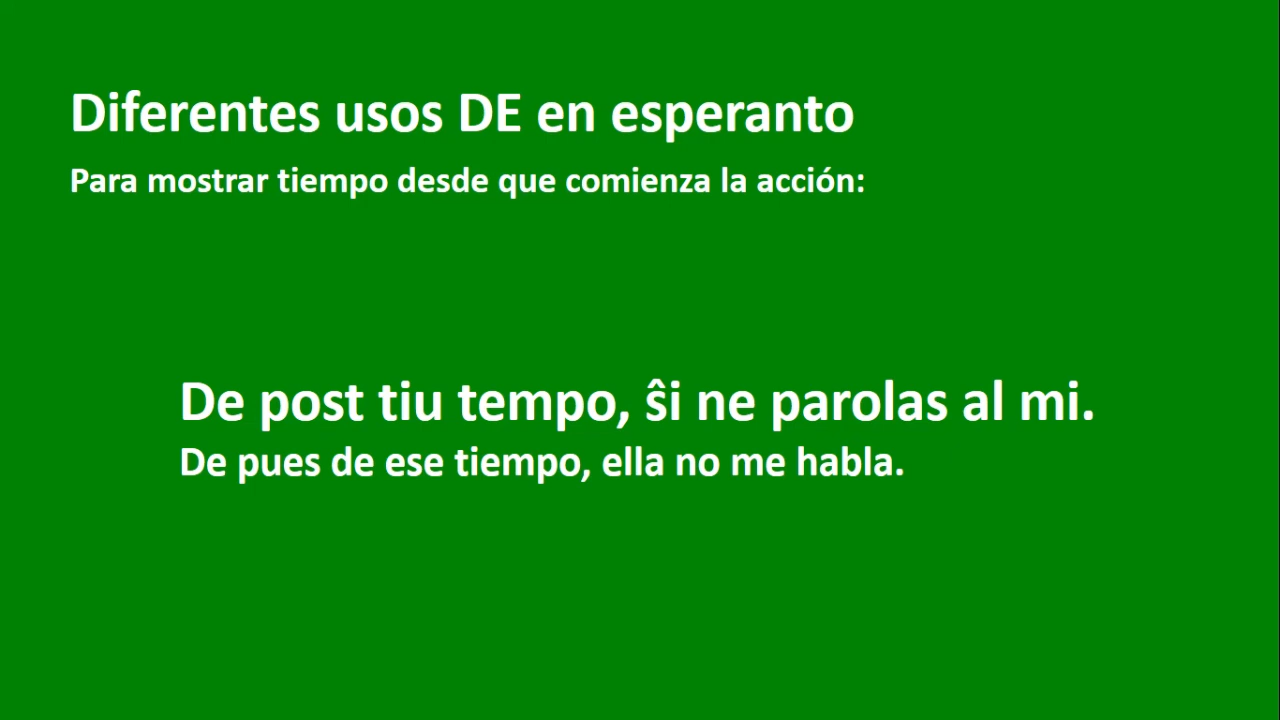 Diferentes usos DE en esperanto
Para mostrar tiempo desde que comienza la acción:
De post tiu tempo, ŝi ne parolas al mi.
De pues de ese tiempo, ella no me habla.